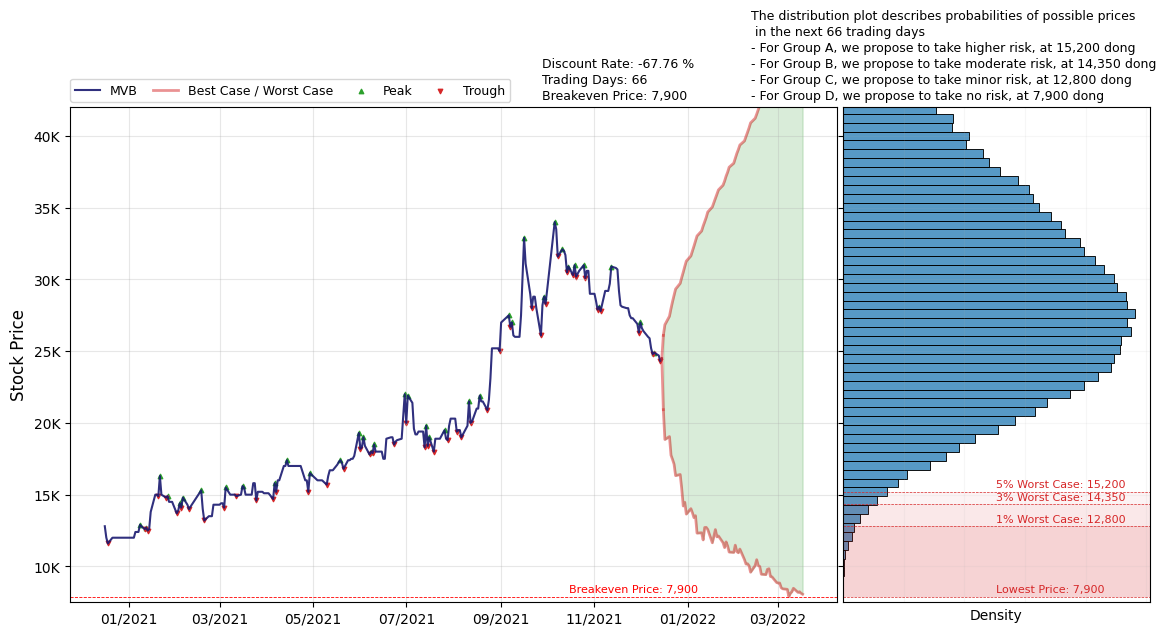 The distribution plot describes probabilities of possible prices
in the next 66 trading days
- For Group A, we propose to take higher risk, at 15,200 dong
- For Group B, we propose to take moderate risk, at 14,350 dong
- For Group C, we propose to take minor risk, at 12,800 dong
- For Group D, we propose to take no risk, at 7,900 dong
Discount Rate: -67.76 %
Trading Days: 66
Breakeven Price: 7,900
MVB
Best Case / Worst Case
Peak
Trough
Stock Price
40K
35K
30K
25K
20K
15K
10K
Breakeven Price: 7,900
01/2021
03/2021
05/2021
07/2021
09/2021
11/2021
01/2022
03/2022
5% Worst Case: 15,200
3% Worst Case: 14,350
1% Worst Case: 12,800
Lowest Price: 7,900
Density